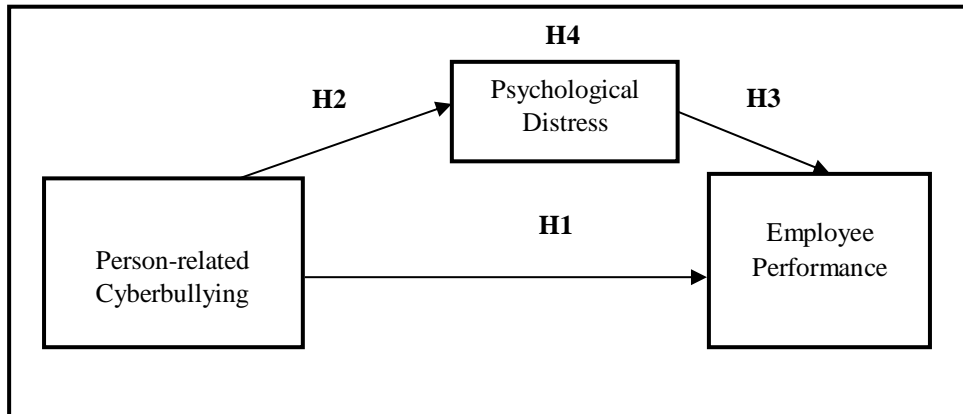 H4
H2
Psychological
Distress
H3
H1
Person-related
Cyberbullying
Employee
Performance